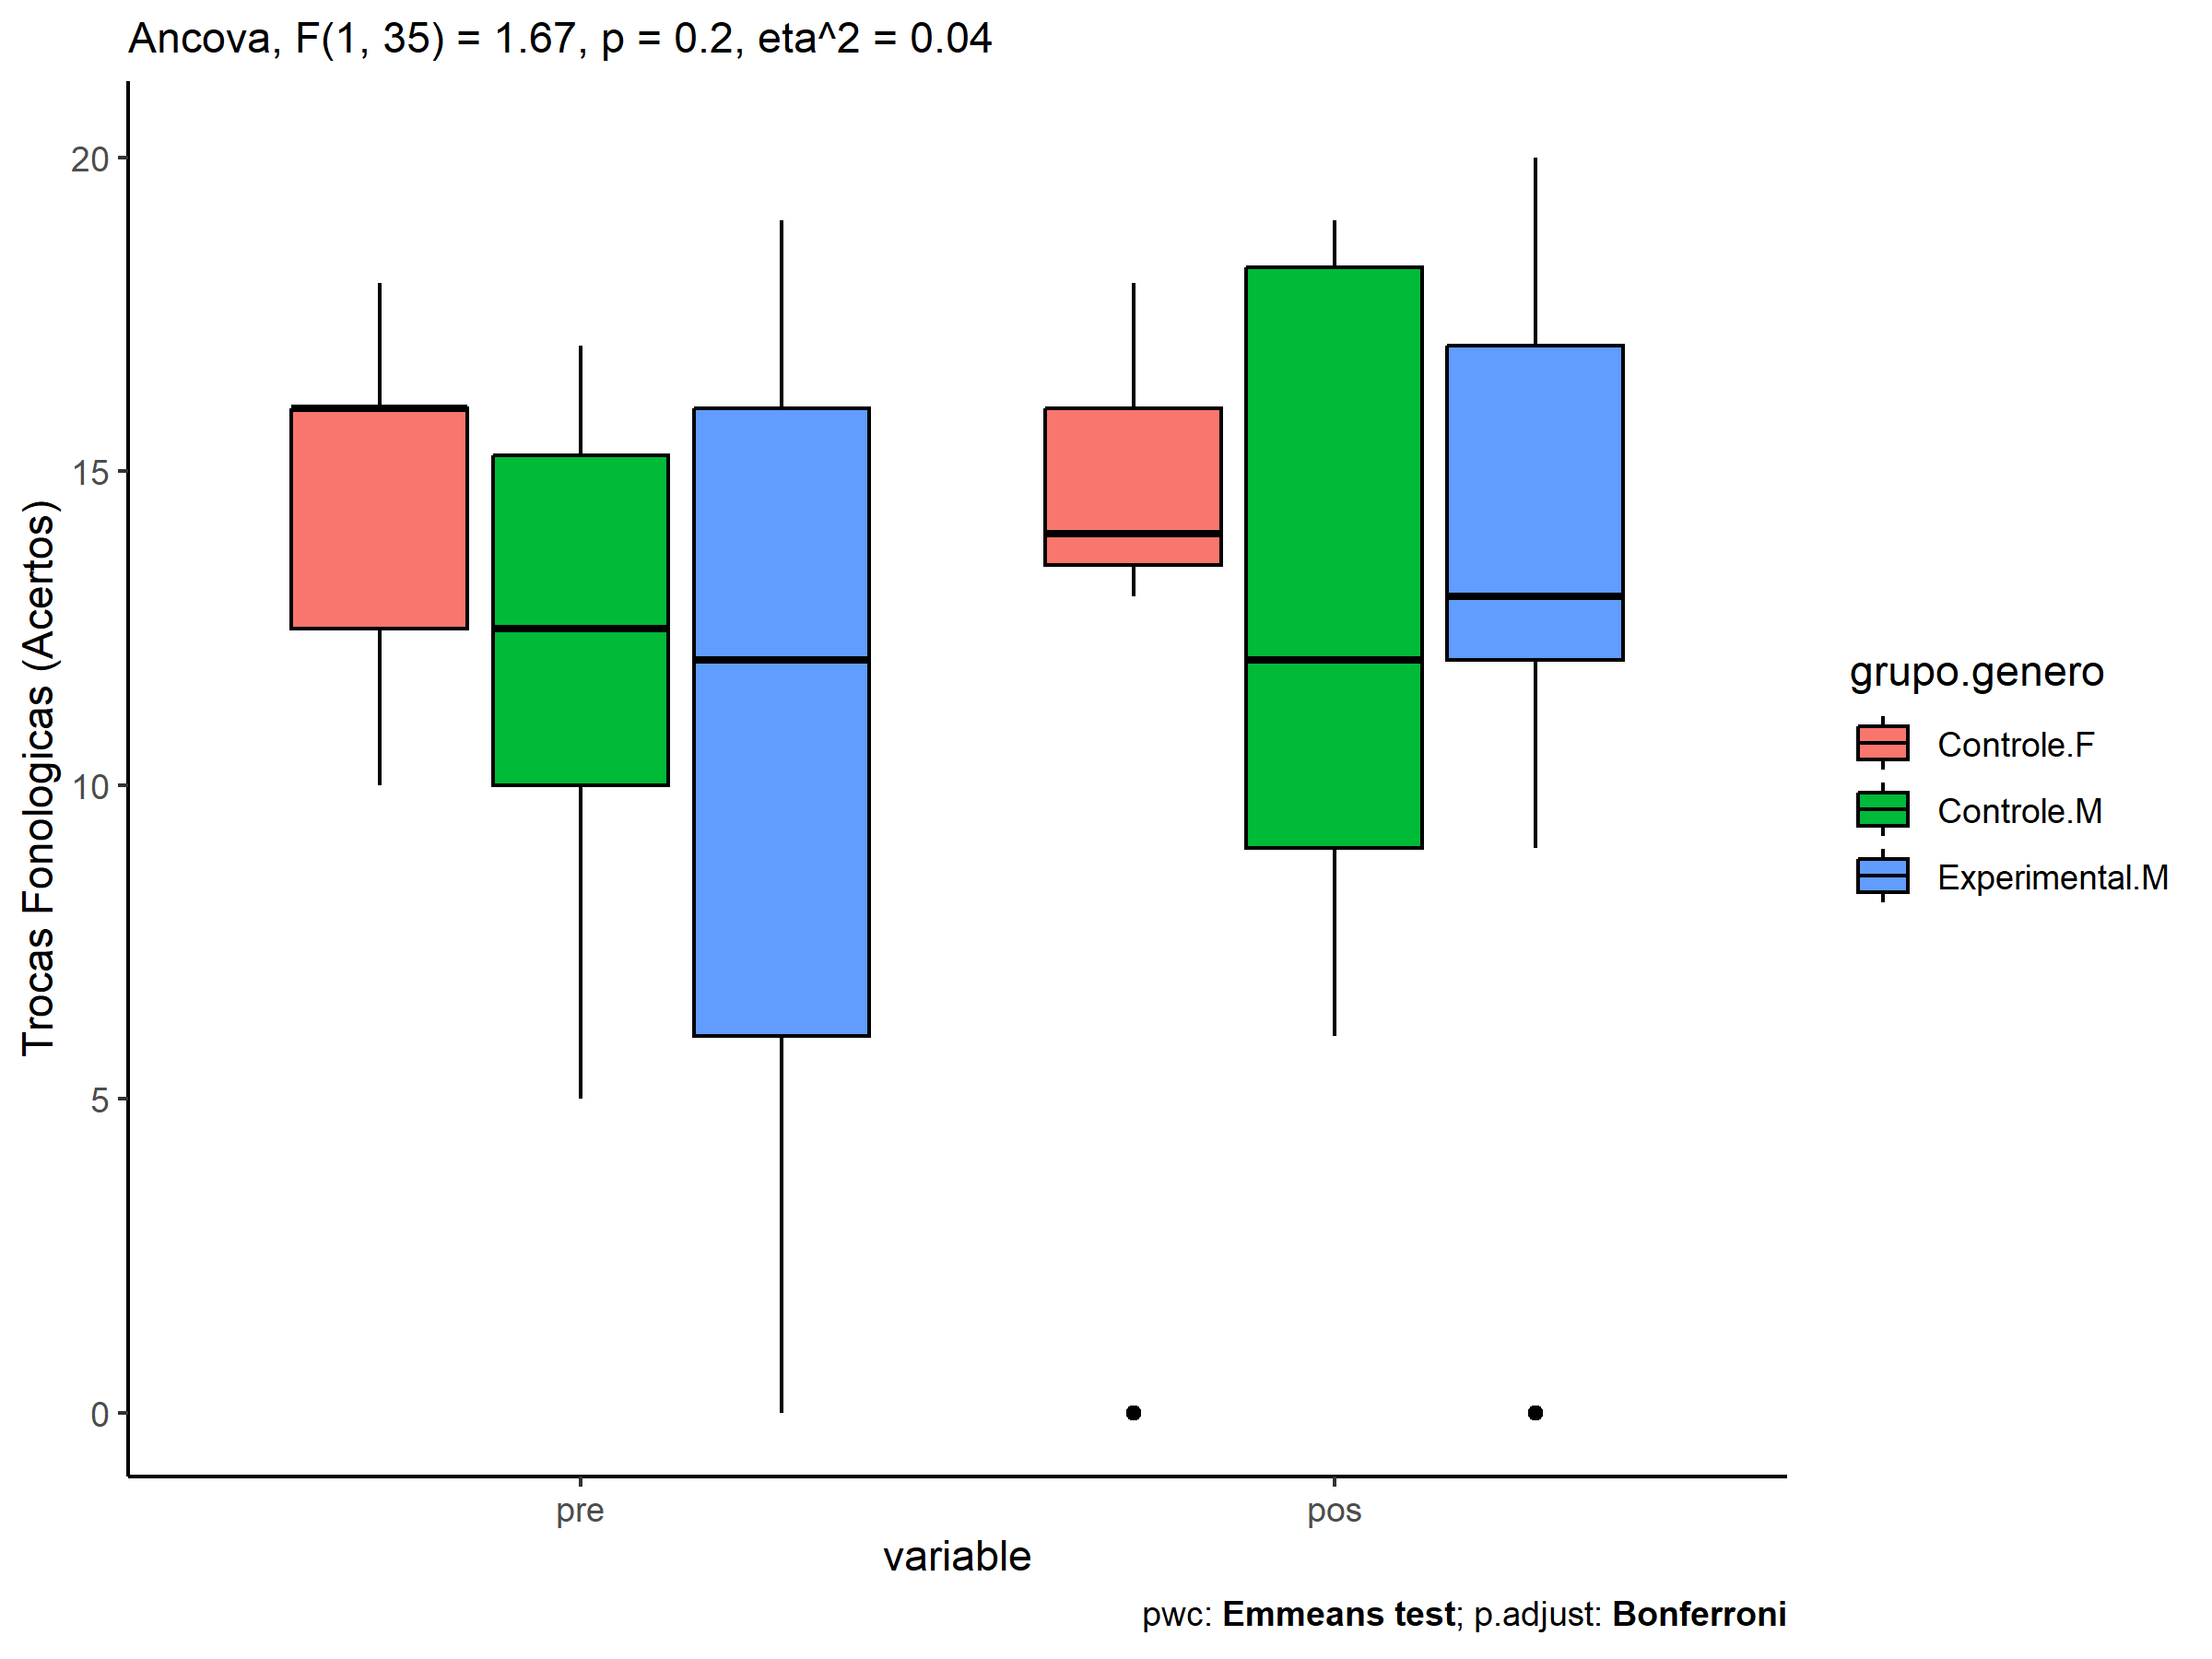 Ancova, F(1, 35) = 1.67, p = 0.2, eta^2 = 0.04
Trocas Fonologicas (Acertos)
20
15
10
5
0
pre
pos
variable
grupo.genero
Controle.F
Controle.M
Experimental.M
pwc: Emmeans test; p.adjust: Bonferroni